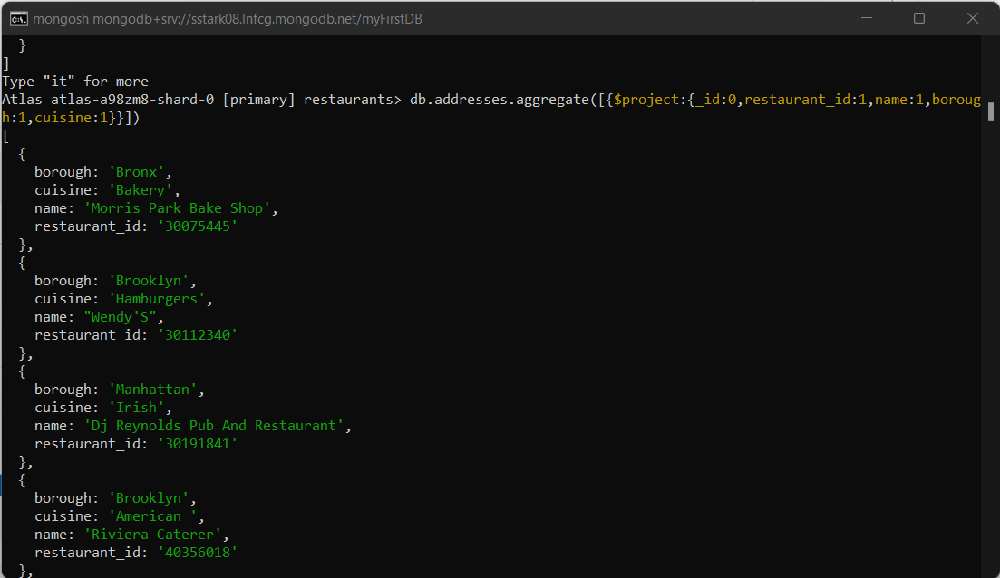 mongosh mongodb+srv://sstark08.lnfcg.mongodb.net/myFirstDB
  }
]
Type "it" for more
Atlas atlas-a98zm8-shard-0 [primary] restaurants> db.addresses.aggregate([{$project:{_id:0,restaurant_id:1,name:1,boroug
h:1,cuisine:1}}])
[
  {
    borough: 'Bronx',
    cuisine: 'Bakery',
    name: 'Morris Park Bake Shop',
    restaurant_id: '30075445'
  },
  {
    borough: 'Brooklyn',
    cuisine: 'Hamburgers',
    name: "Wendy'S",
    restaurant_id: '30112340'
  },
  {
    borough: 'Manhattan',
    cuisine: 'Irish',
    name: 'Dj Reynolds Pub And Restaurant',
    restaurant_id: '30191841'
  },
  {
    borough: 'Brooklyn',
    cuisine: 'American ',
    name: 'Riviera Caterer',
    restaurant_id: '40356018'
  },